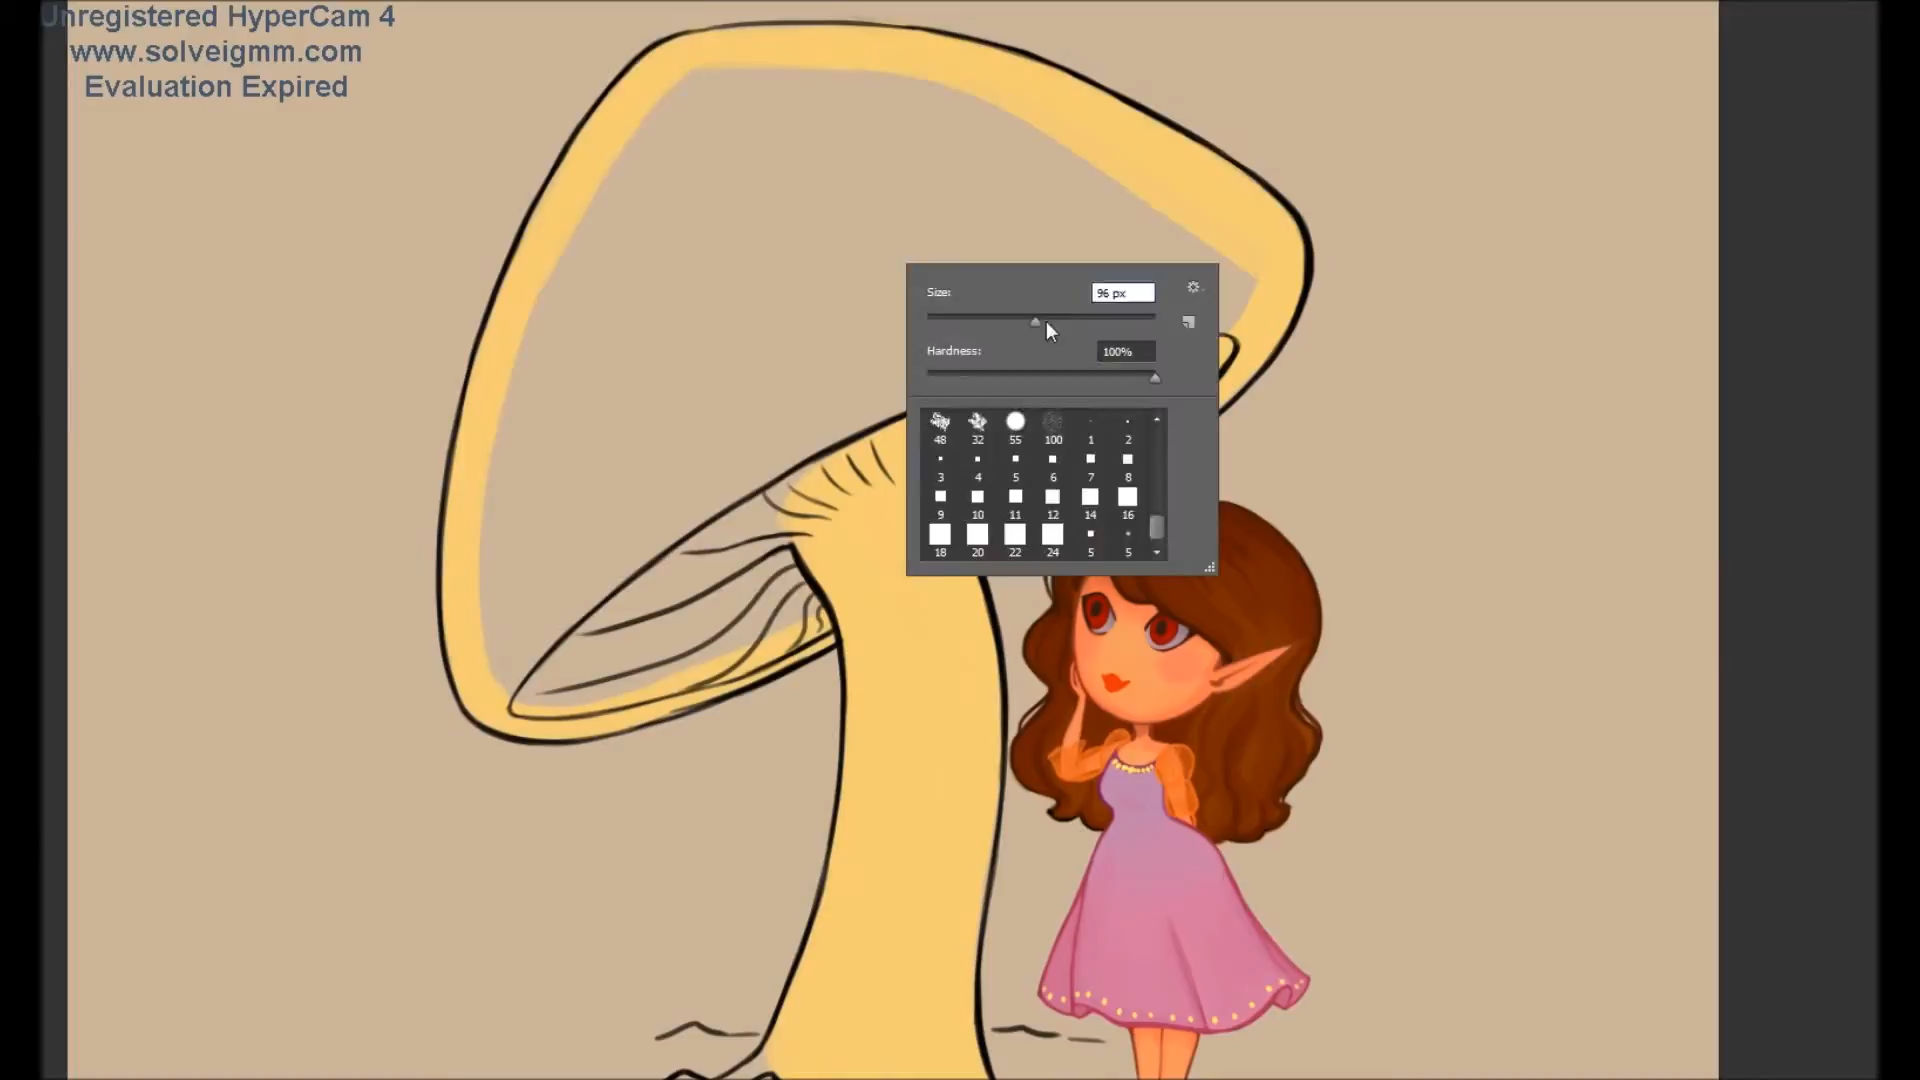 Unregistered HyperCam 4
www.solveigmm.com
Evaluation Expired
Size:
96 px
Hardness:
100%
48 32 55 100 1 2
3 4 5 6 7 8
9 10 11 12 14 16
18 20 22 24 5 5